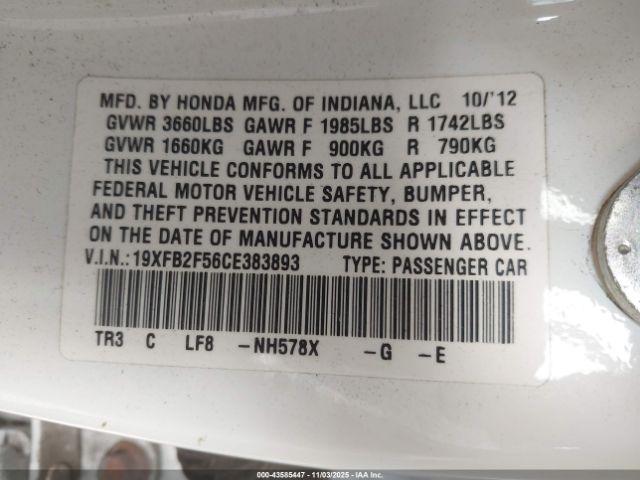 MFD. BY HONDA MFG. OF INDIANA, LLC 10/'12
GVWR 3660LBS GAWR F 1985LBS R 1742LBS
GVWR 1660KG GAWR F 900KG R 790KG
THIS VEHICLE CONFORMS TO ALL APPLICABLE
FEDERAL MOTOR VEHICLE SAFETY, BUMPER,
AND THEFT PREVENTION STANDARDS IN EFFECT
ON THE DATE OF MANUFACTURE SHOWN ABOVE.
V.I.N.:19XFB2F56CE383893 TYPE: PASSENGER CAR
TR3 C LF8 -NH578X -G -E
000-43585447 - 11/03/2025 - IAA Inc.